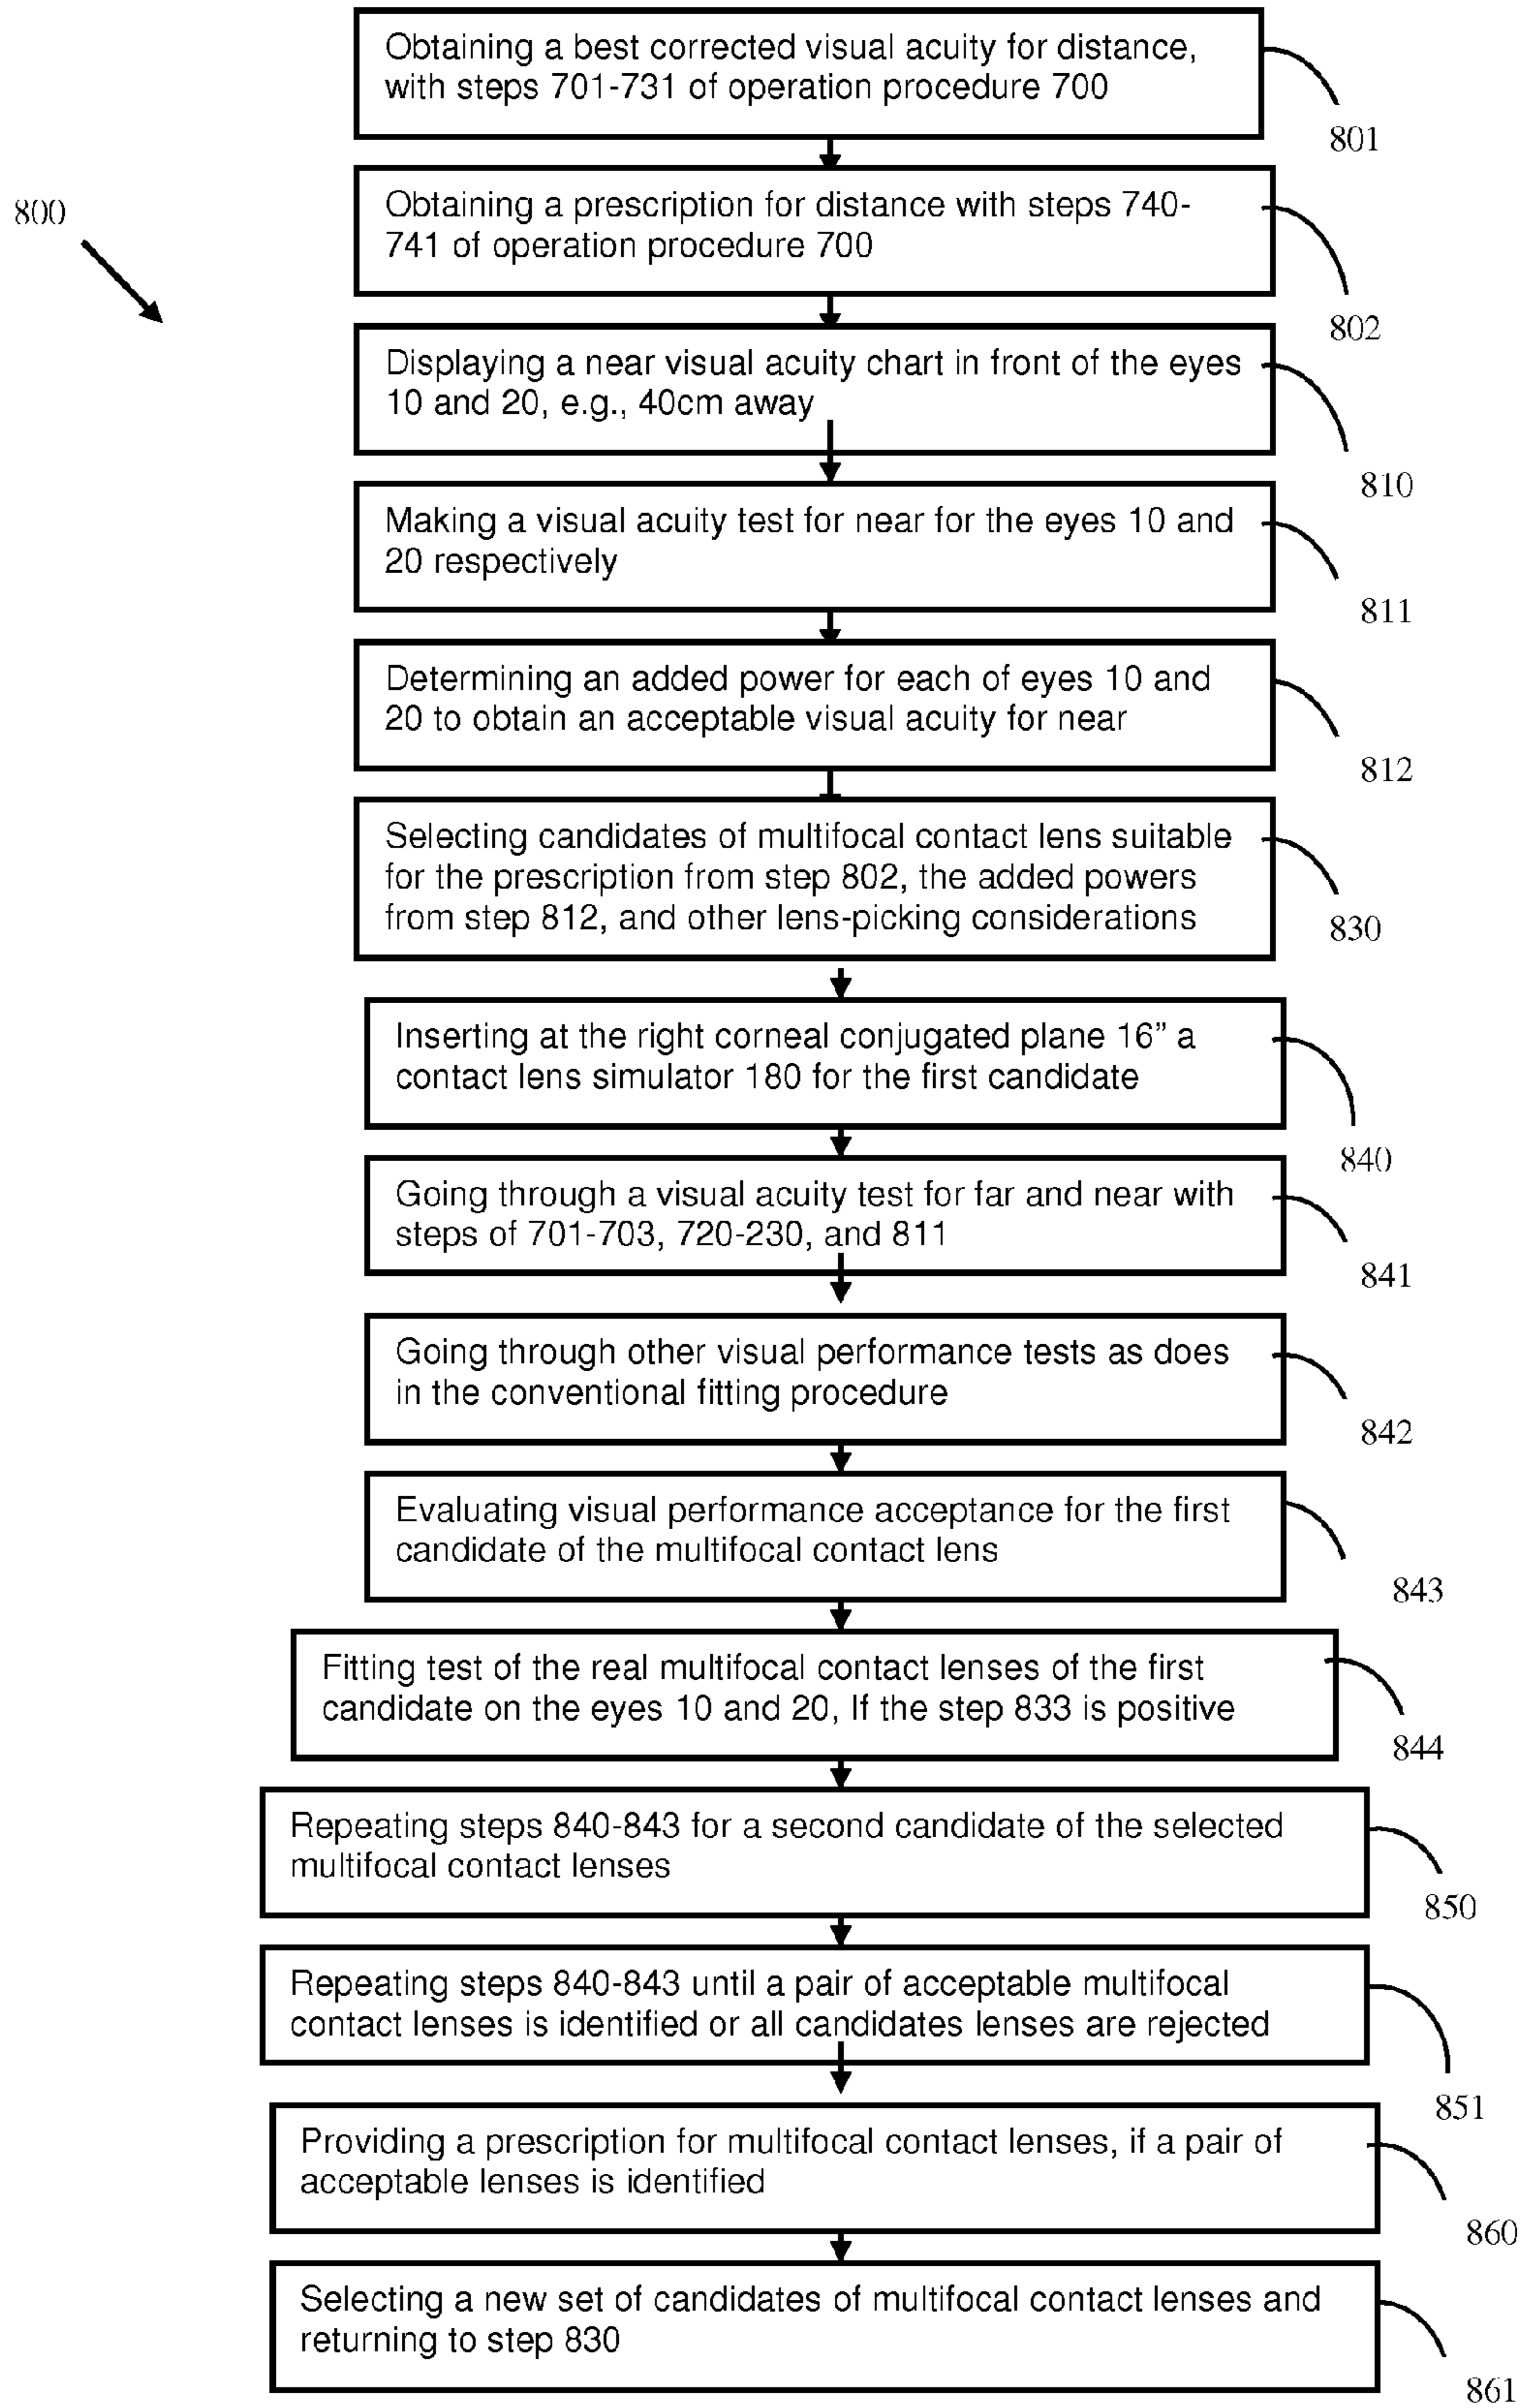 Obtaining a best corrected visual acuity for distance,
with steps 701-731 of operation procedure 700
801
800
Obtaining a prescription for distance with steps 740-
741 of operation procedure 700
802
Displaying a near visual acuity chart in front of the eyes
10 and 20, e.g., 40cm away
810
Making a visual acuity test for near for the eyes 10 and
20 respectively
811
Determining an added power for each of eyes 10 and
20 to obtain an acceptable visual acuity for near
812
Selecting candidates of multifocal contact lens suitable
for the prescription from step 802, the added powers
from step 812, and other lens-picking considerations
830
Inserting at the right corneal conjugated plane 16” a
contact lens simulator 180 for the first candidate
840
Going through a visual acuity test for far and near with
steps of 701-703, 720-230, and 811
841
Going through other visual performance tests as does
in the conventional fitting procedure
842
Evaluating visual performance acceptance for the first
candidate of the multifocal contact lens
843
Fitting test of the real multifocal contact lenses of the first
candidate on the eyes 10 and 20, If the step 833 is positive
844
Repeating steps 840-843 for a second candidate of the selected
multifocal contact lenses
850
Repeating steps 840-843 until a pair of acceptable multifocal
contact lenses is identified or all candidates lenses are rejected
851
Providing a prescription for multifocal contact lenses, if a pair of
acceptable lenses is identified
860
Selecting a new set of candidates of multifocal contact lenses and
returning to step 830
861